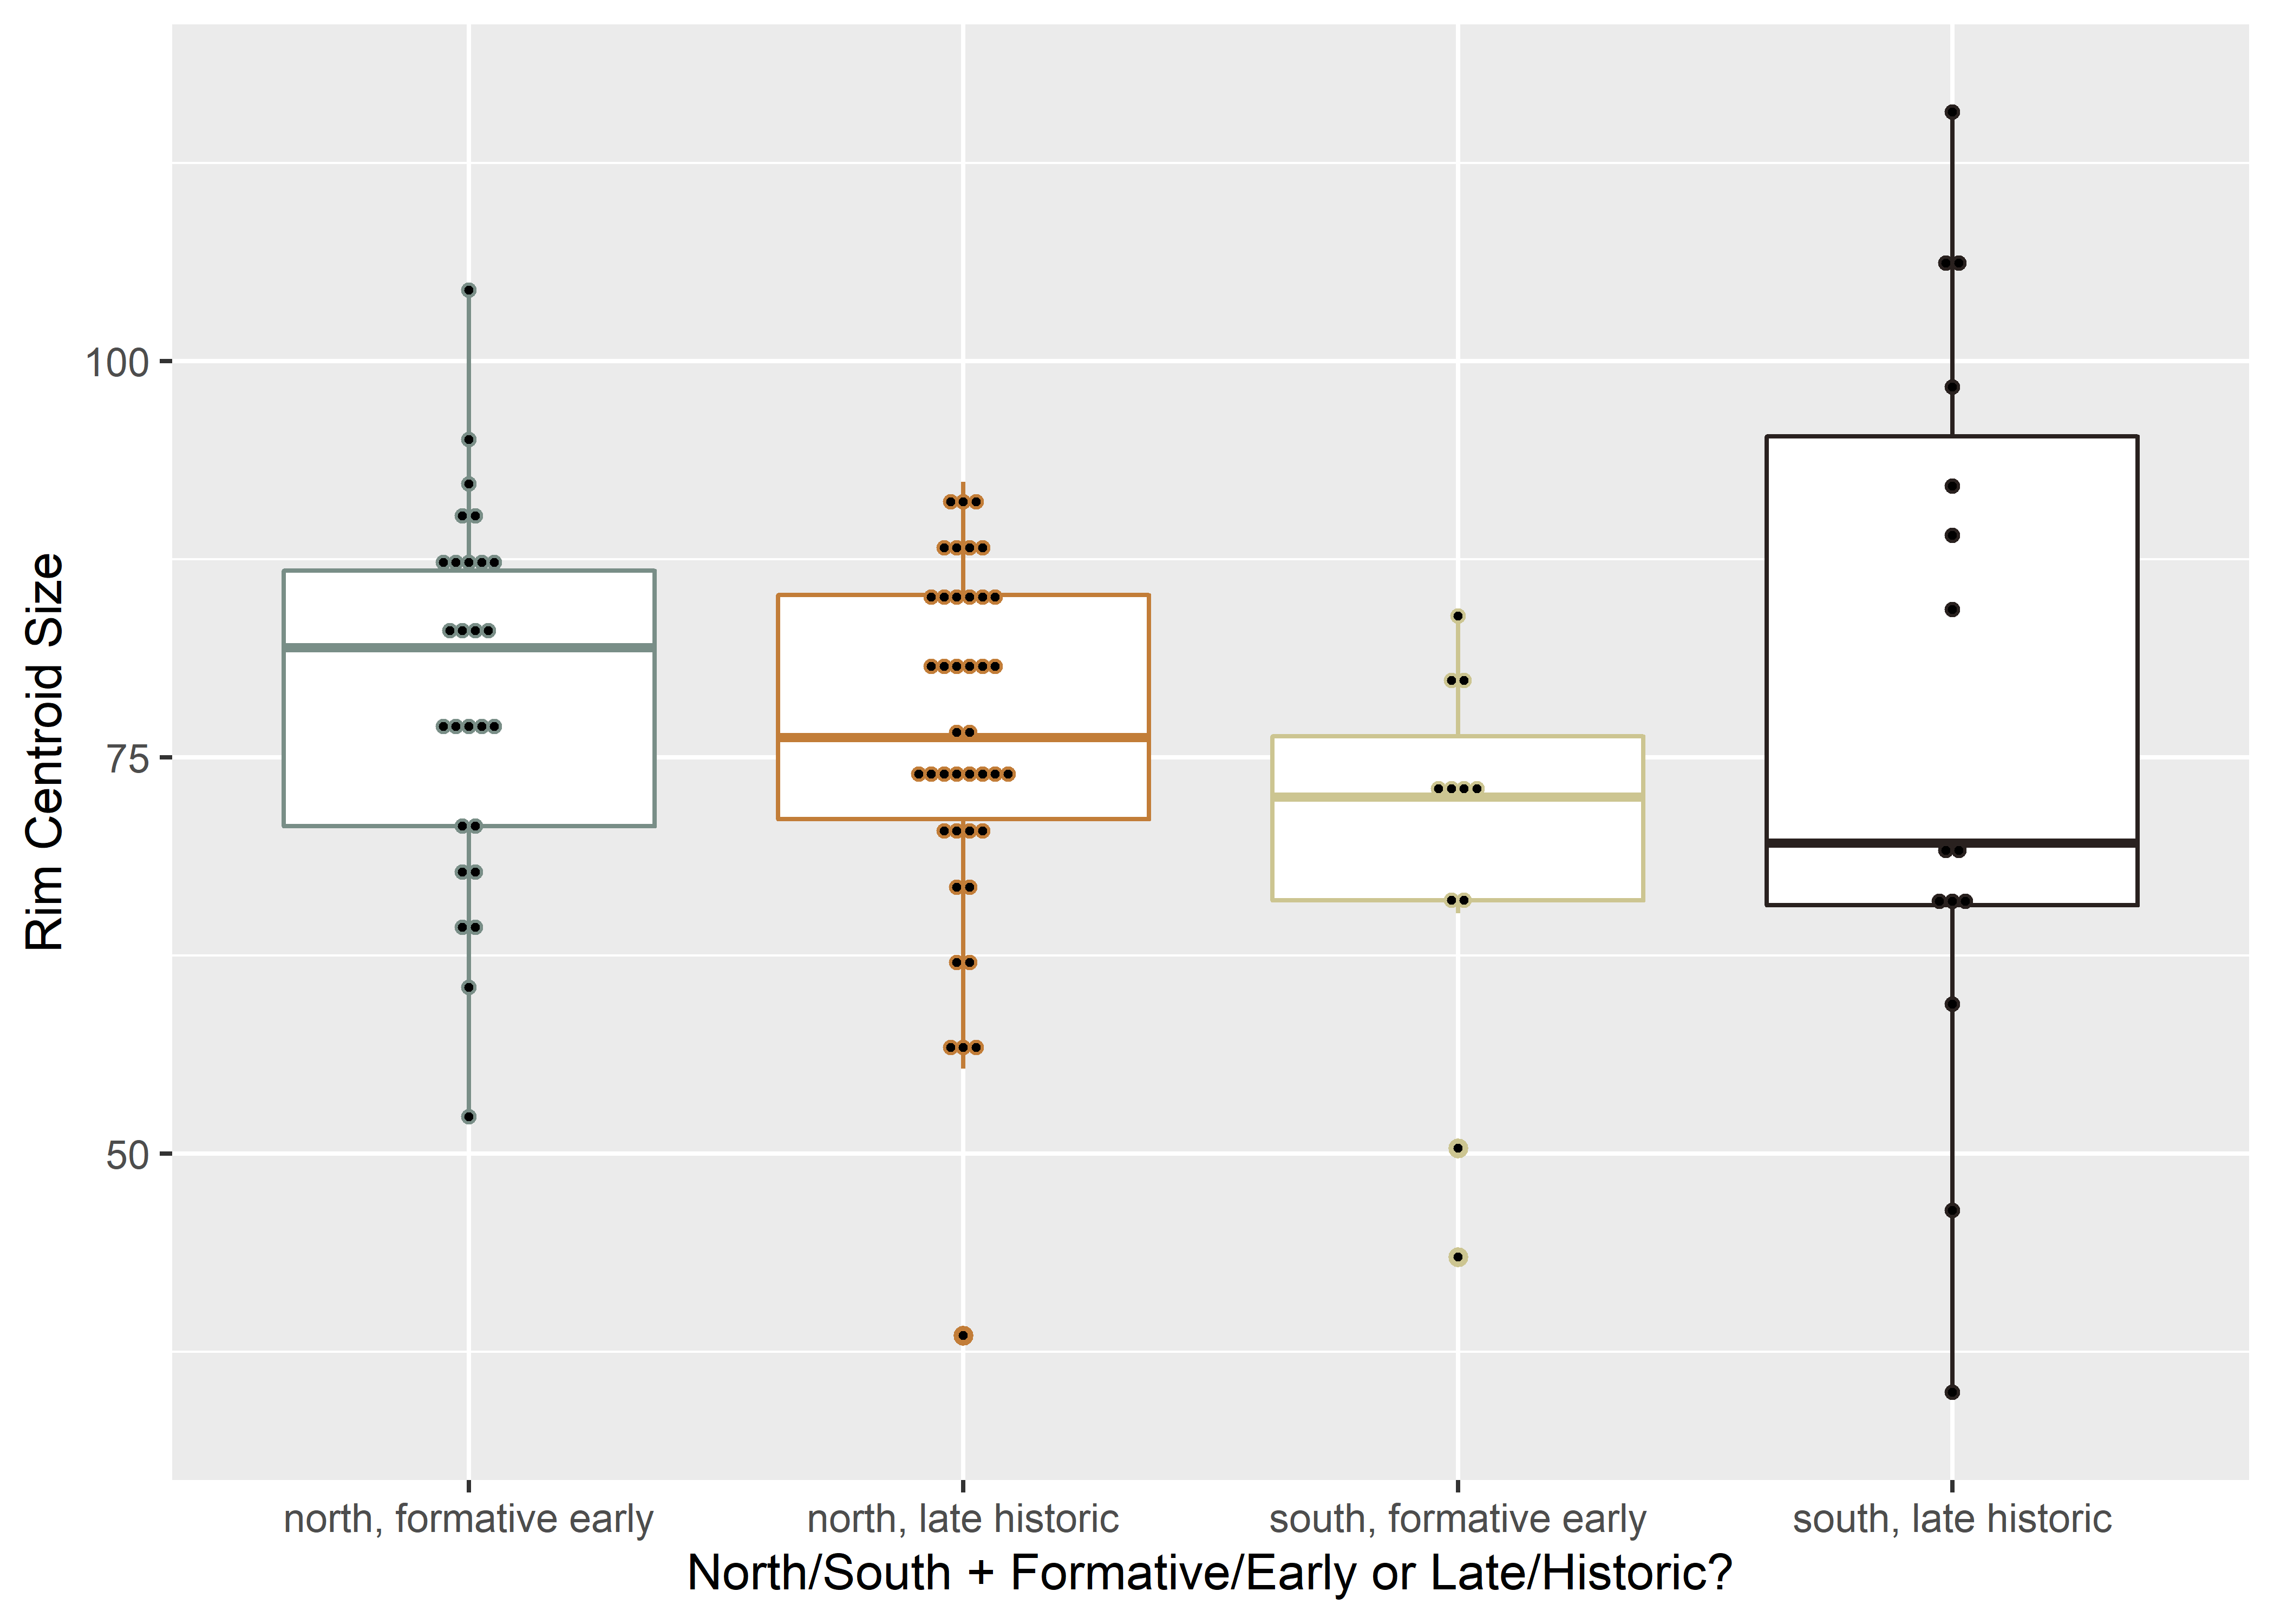 Rim Centroid Size
100
75
50
north, formative early
north, late historic
south, formative early
south, late historic
North/South + Formative/Early or Late/Historic?